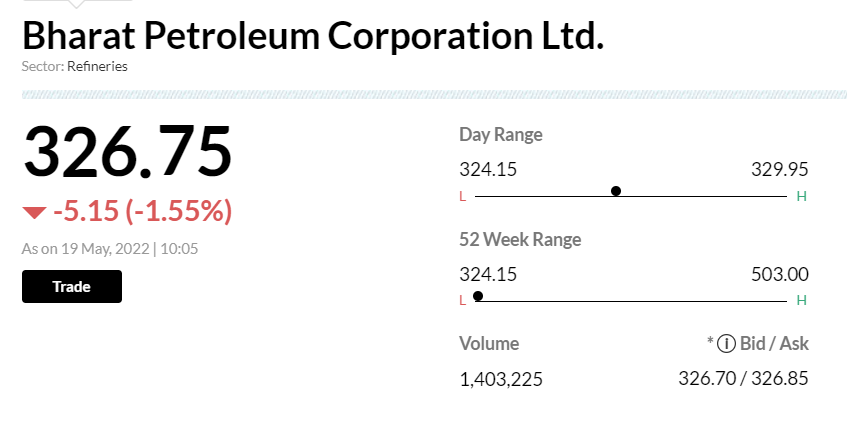 Bharat Petroleum Corporation Ltd.
Sector: Refineries
326.75
-5.15 (-1.55%)
As on 19 May, 2022 | 10:05
Trade
Day Range
324.15 329.95
L H
52 Week Range
324.15 503.00
L H
Volume * i Bid / Ask
1,403,225 326.70 / 326.85